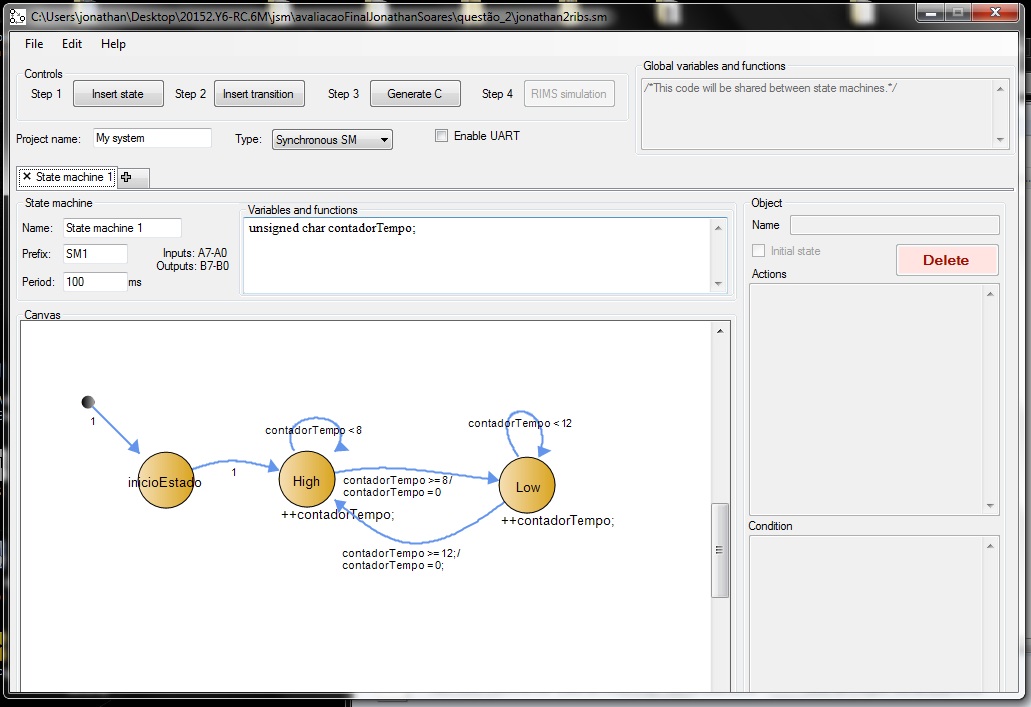 C:\Users\jonathan\Desktop\20152.Y6-RC.6M\jsm\avaliacaoFinalJonathanSoares\questão_2\jonathan2ribs.sm
File Edit Help
Controls
Step 1 Insert state Step 2 Insert transition Step 3 Generate C Step 4 RIMS simulation
Global variables and functions
/*This code will be shared between state machines.*/
Project name: My system Type: Synchronous SM Enable UART
State machine 1
State machine
Name: State machine 1
Prefix: SM1
Inputs: A7-A0
Outputs: B7-B0
Period: 100 ms
Variables and functions
unsigned char contadorTempo;
Object
Name
Initial state
Delete
Actions
Condition
Canvas
1
inicioEstado
1
contadorTempo < 8
High
++contadorTempo;
contadorTempo >= 8/
contadorTempo = 0
contadorTempo < 12
Low
++contadorTempo;
contadorTempo >= 12; /
contadorTempo = 0;